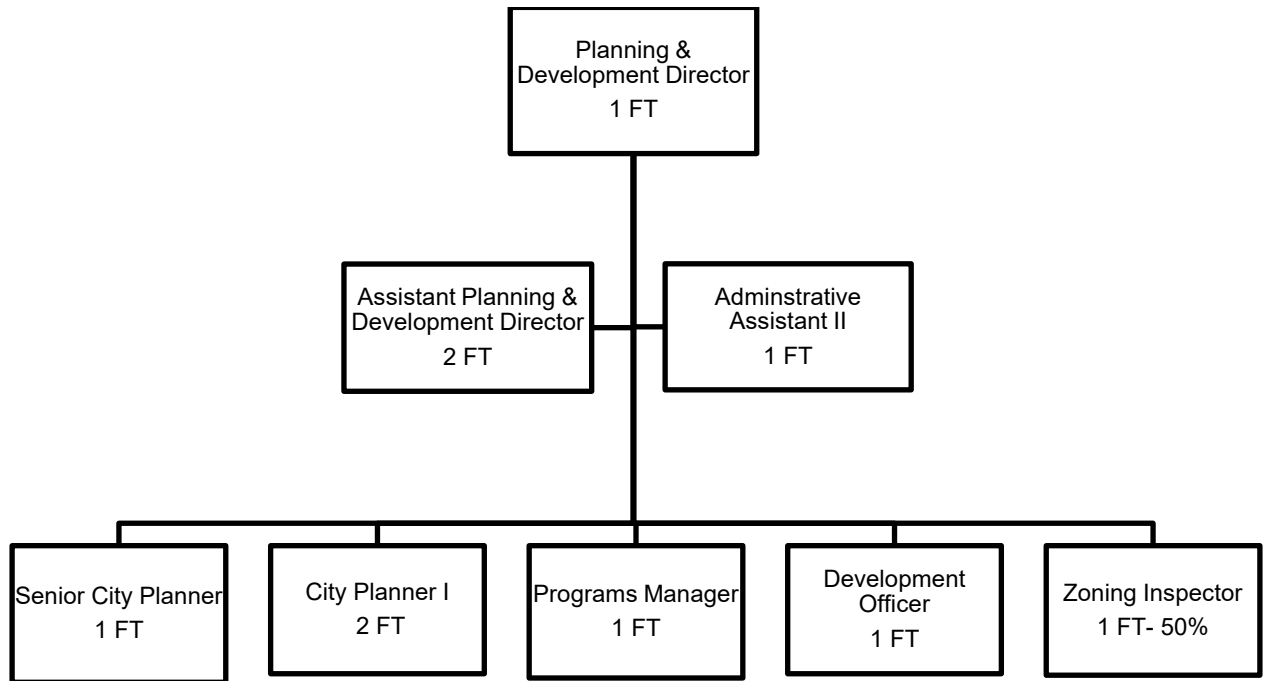 Planning &
Development Director
1 FT
Assistant Planning &
Development Director
2 FT
Adminstrative
Assistant II
1 FT
Senior City Planner
1 FT
City Planner I
2 FT
Programs Manager
1 FT
Development
Officer
1 FT
Zoning Inspector
1 FT- 50%